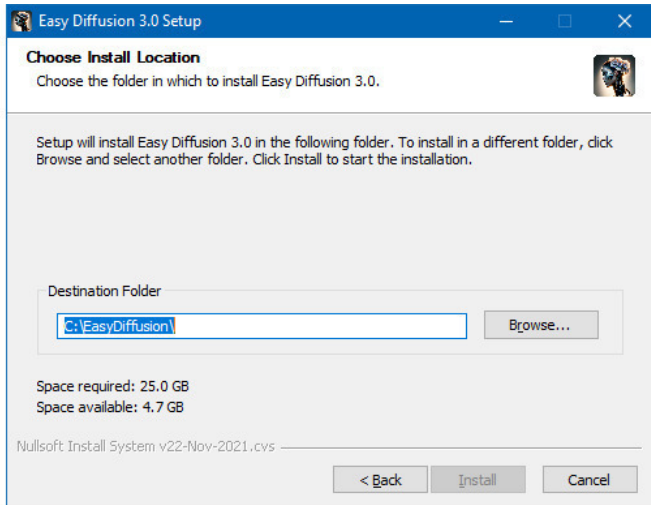 Easy Diffusion 3.0 Setup
Choose Install Location
Choose the folder in which to install Easy Diffusion 3.0.
Setup will install Easy Diffusion 3.0 in the following folder. To install in a different folder, click
Browse and select another folder. Click Install to start the installation.
Destination Folder
C:\EasyDiffusion\
Browse...
Space required: 25.0 GB
Space available: 4.7 GB
Nullsoft Install System v22-Nov-2021.cvs
< Back
Install
Cancel